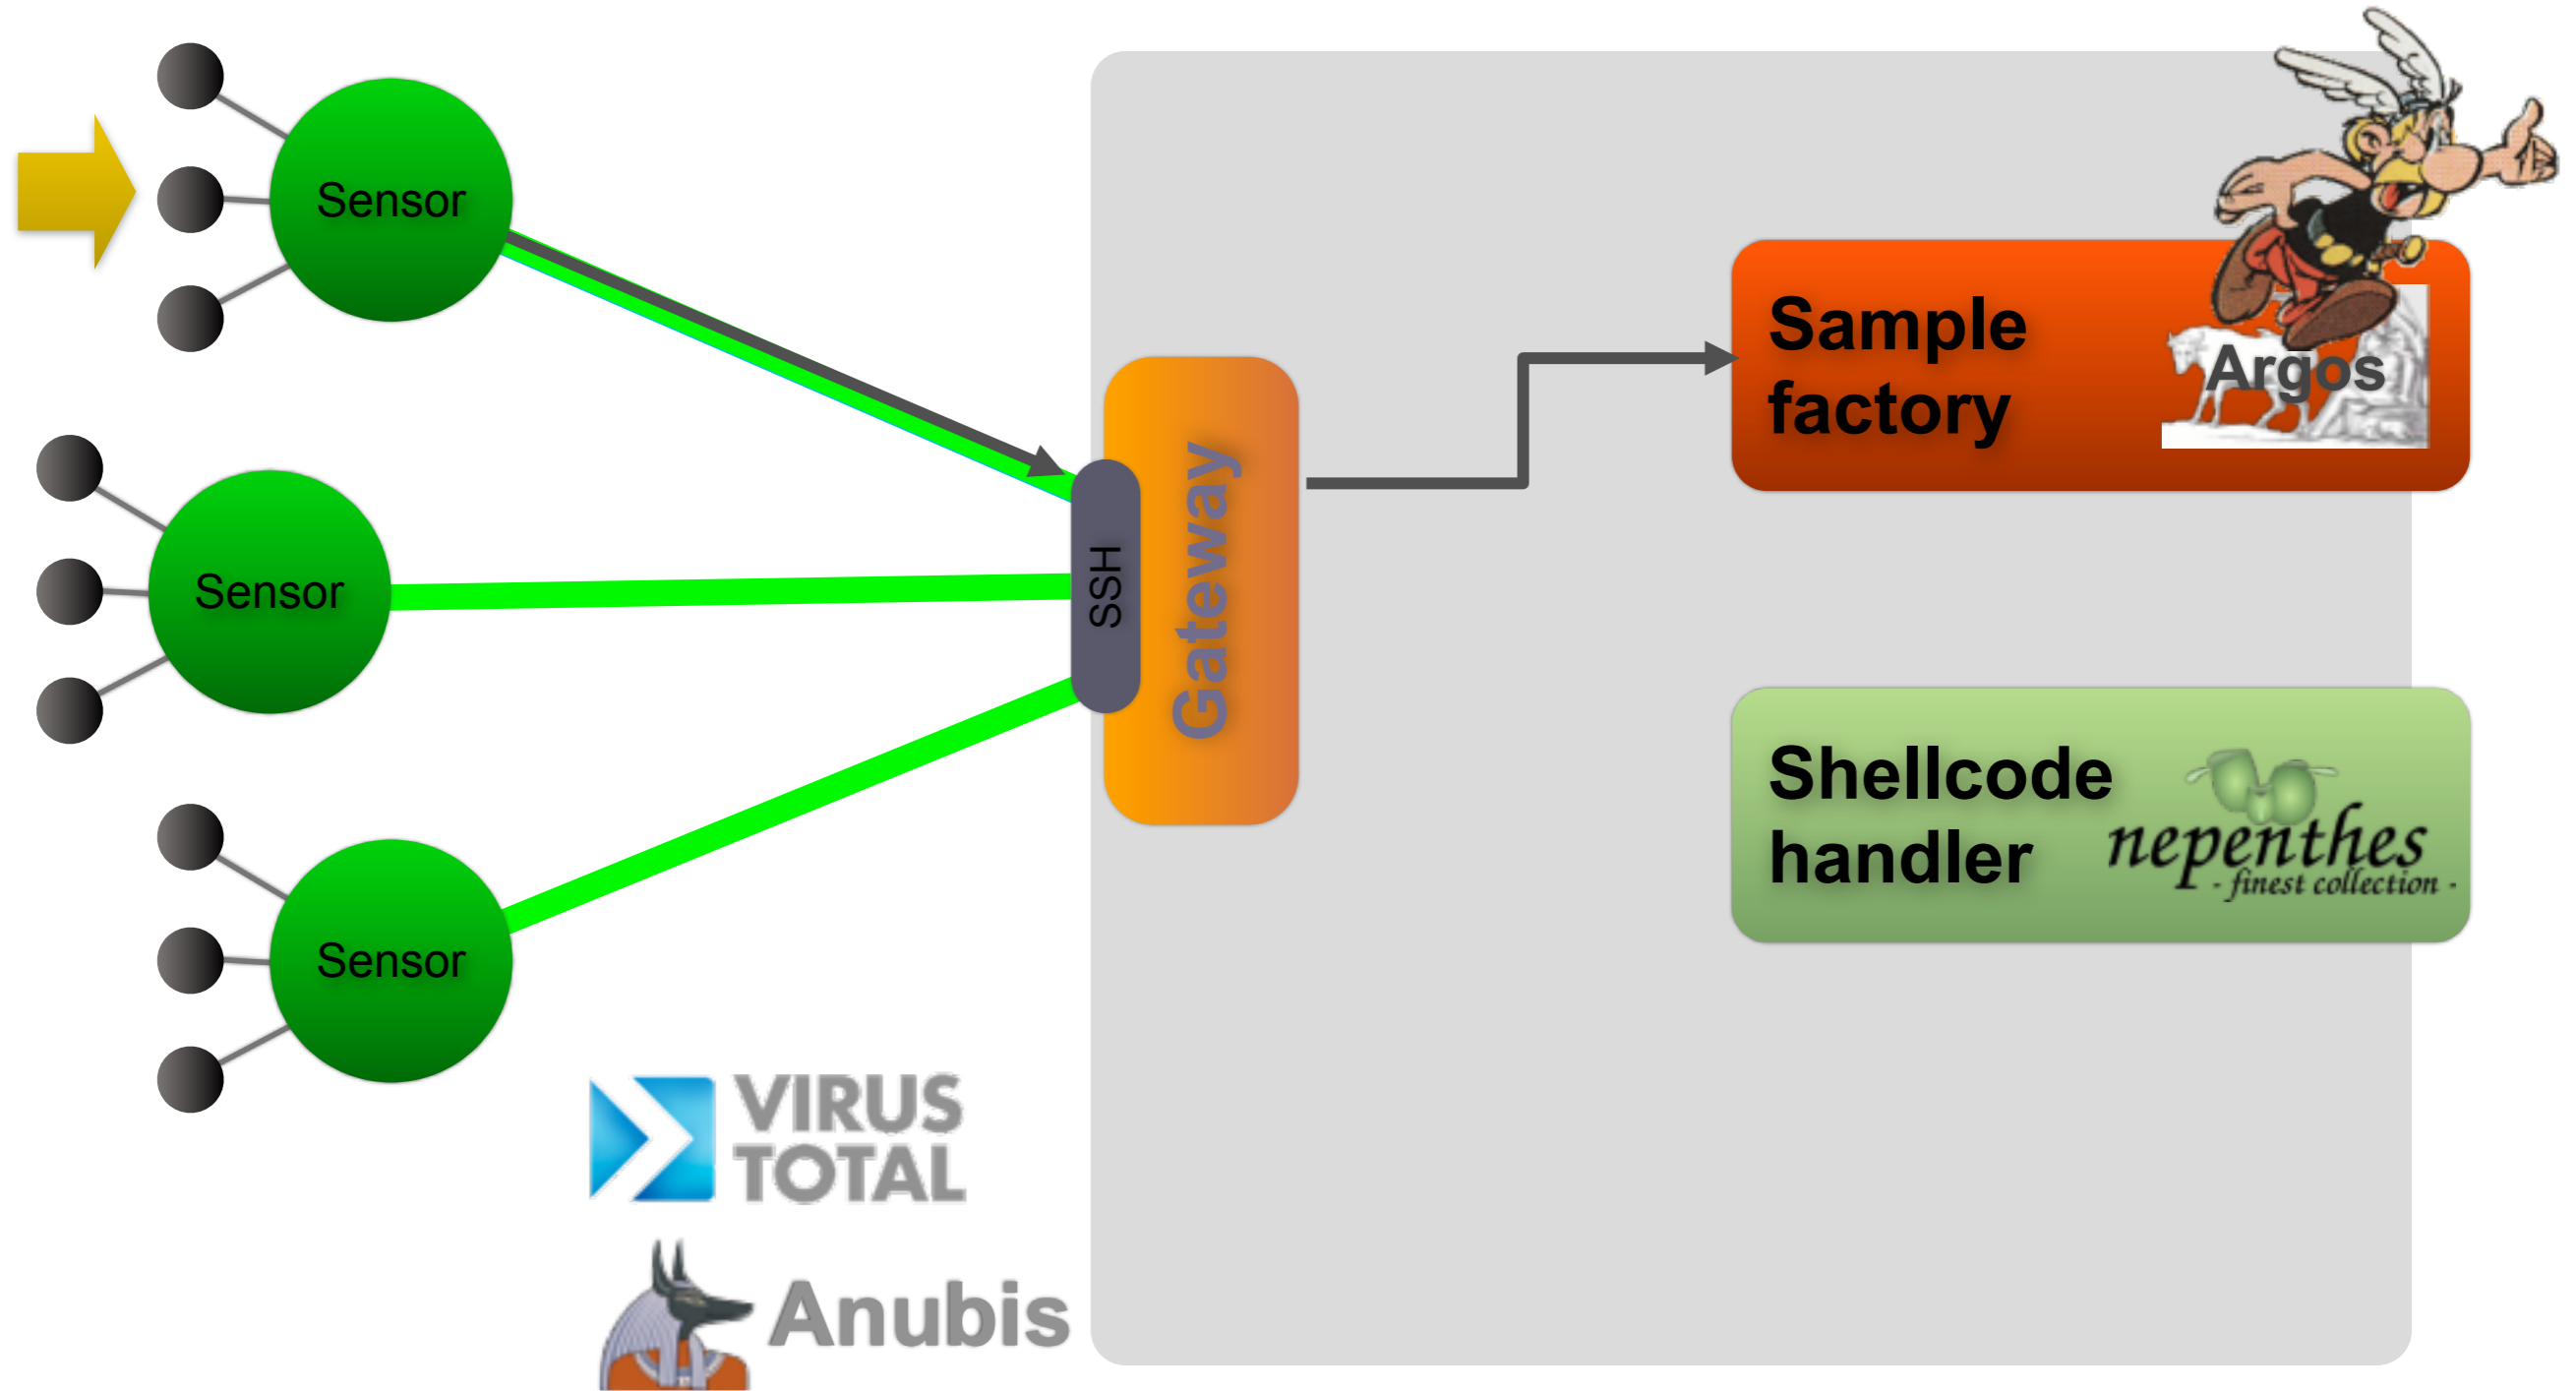 Sensor
Sensor
Sensor
SSH
Gateway
Sample
factory
Argos
Shellcode
handler
nepenthes
- finest collection -
VIRUS
TOTAL
Anubis